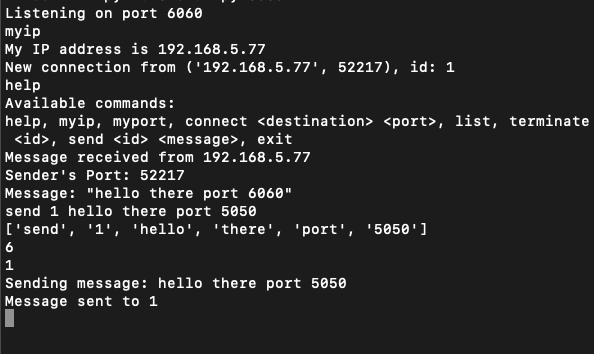 Listening on port 6060
myip
My IP address is 192.168.5.77
New connection from ('192.168.5.77', 52217), id: 1
help
Available commands:
help, myip, myport, connect <destination> <port>, list, terminate
<id>, send <id> <message>, exit
Message received from 192.168.5.77
Sender's Port: 52217
Message: "hello there port 6060"
send 1 hello there port 5050
['send', '1', 'hello', 'there', 'port', '5050']
6
1
Sending message: hello there port 5050
Message sent to 1